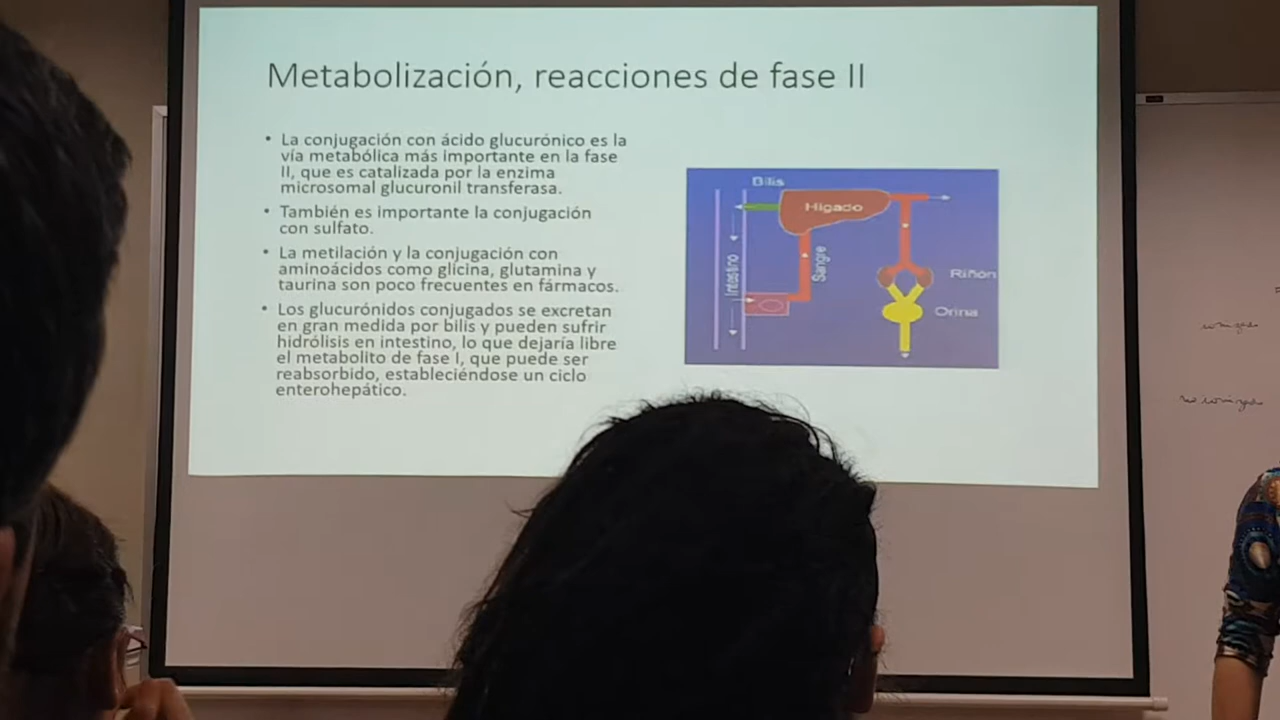 Metabolización, reacciones de fase II
• La conjugación con ácido glucurónico es la
vía metabólica más importante en la fase
II, que es catalizada por la enzima
microsomal glucuronil transferasa.
• También es importante la conjugación
con sulfato.
• La metilación y la conjugación con
aminoácidos como glicina, glutamina y
taurina son poco frecuentes en fármacos.
• Los glucurónidos conjugados se excretan
en gran medida por bilis y pueden sufrir
hidrólisis en intestino, lo que dejaría libre
el metabolito de fase I, que puede ser
reabsorbido, estableciéndose un ciclo
enterohepático.
Bilis
Hígado
Intestino
Sangre
Riñón
Orina